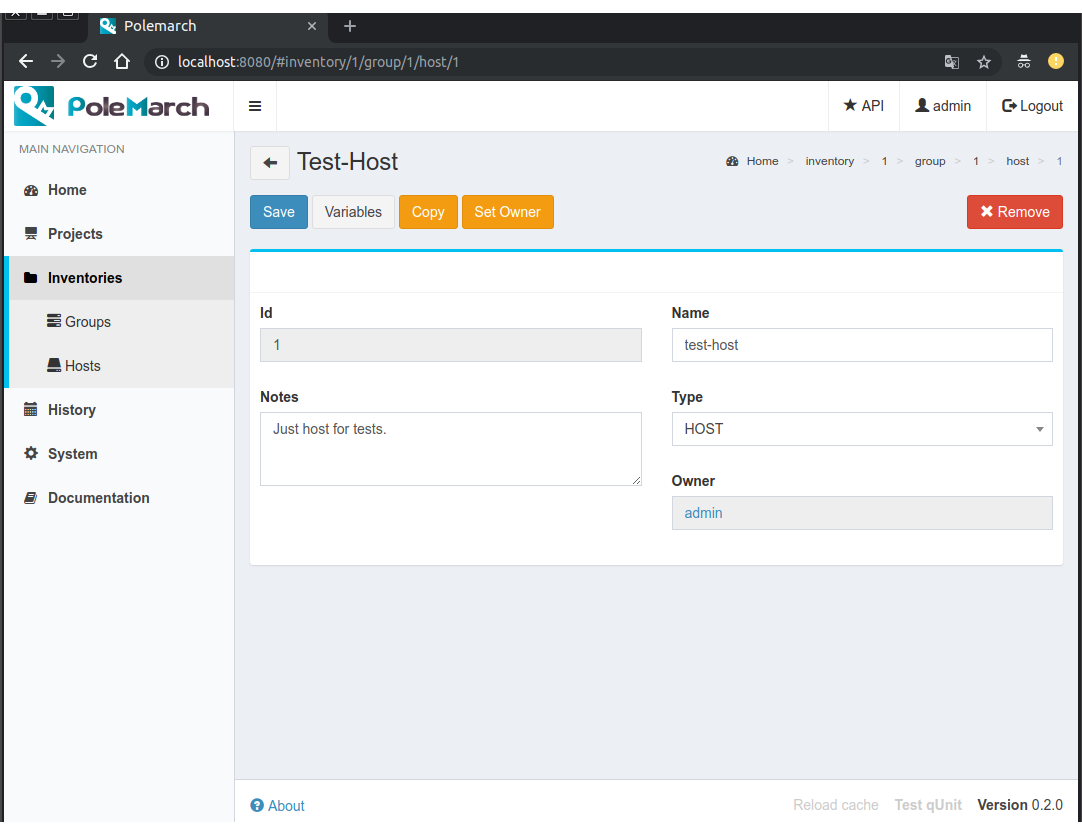 Polemarch
localhost:8080/#inventory/1/group/1/host/1
PoleMarch
API
admin
Logout
MAIN NAVIGATION
Home
Projects
Inventories
Groups
Hosts
History
System
Documentation
Test-Host
Home > inventory > 1 > group > 1 > host > 1
Save
Variables
Copy
Set Owner
Remove
Id
1
Name
test-host
Notes
Just host for tests.
Type
HOST
Owner
admin
About
Reload cache
Test qUnit
Version 0.2.0